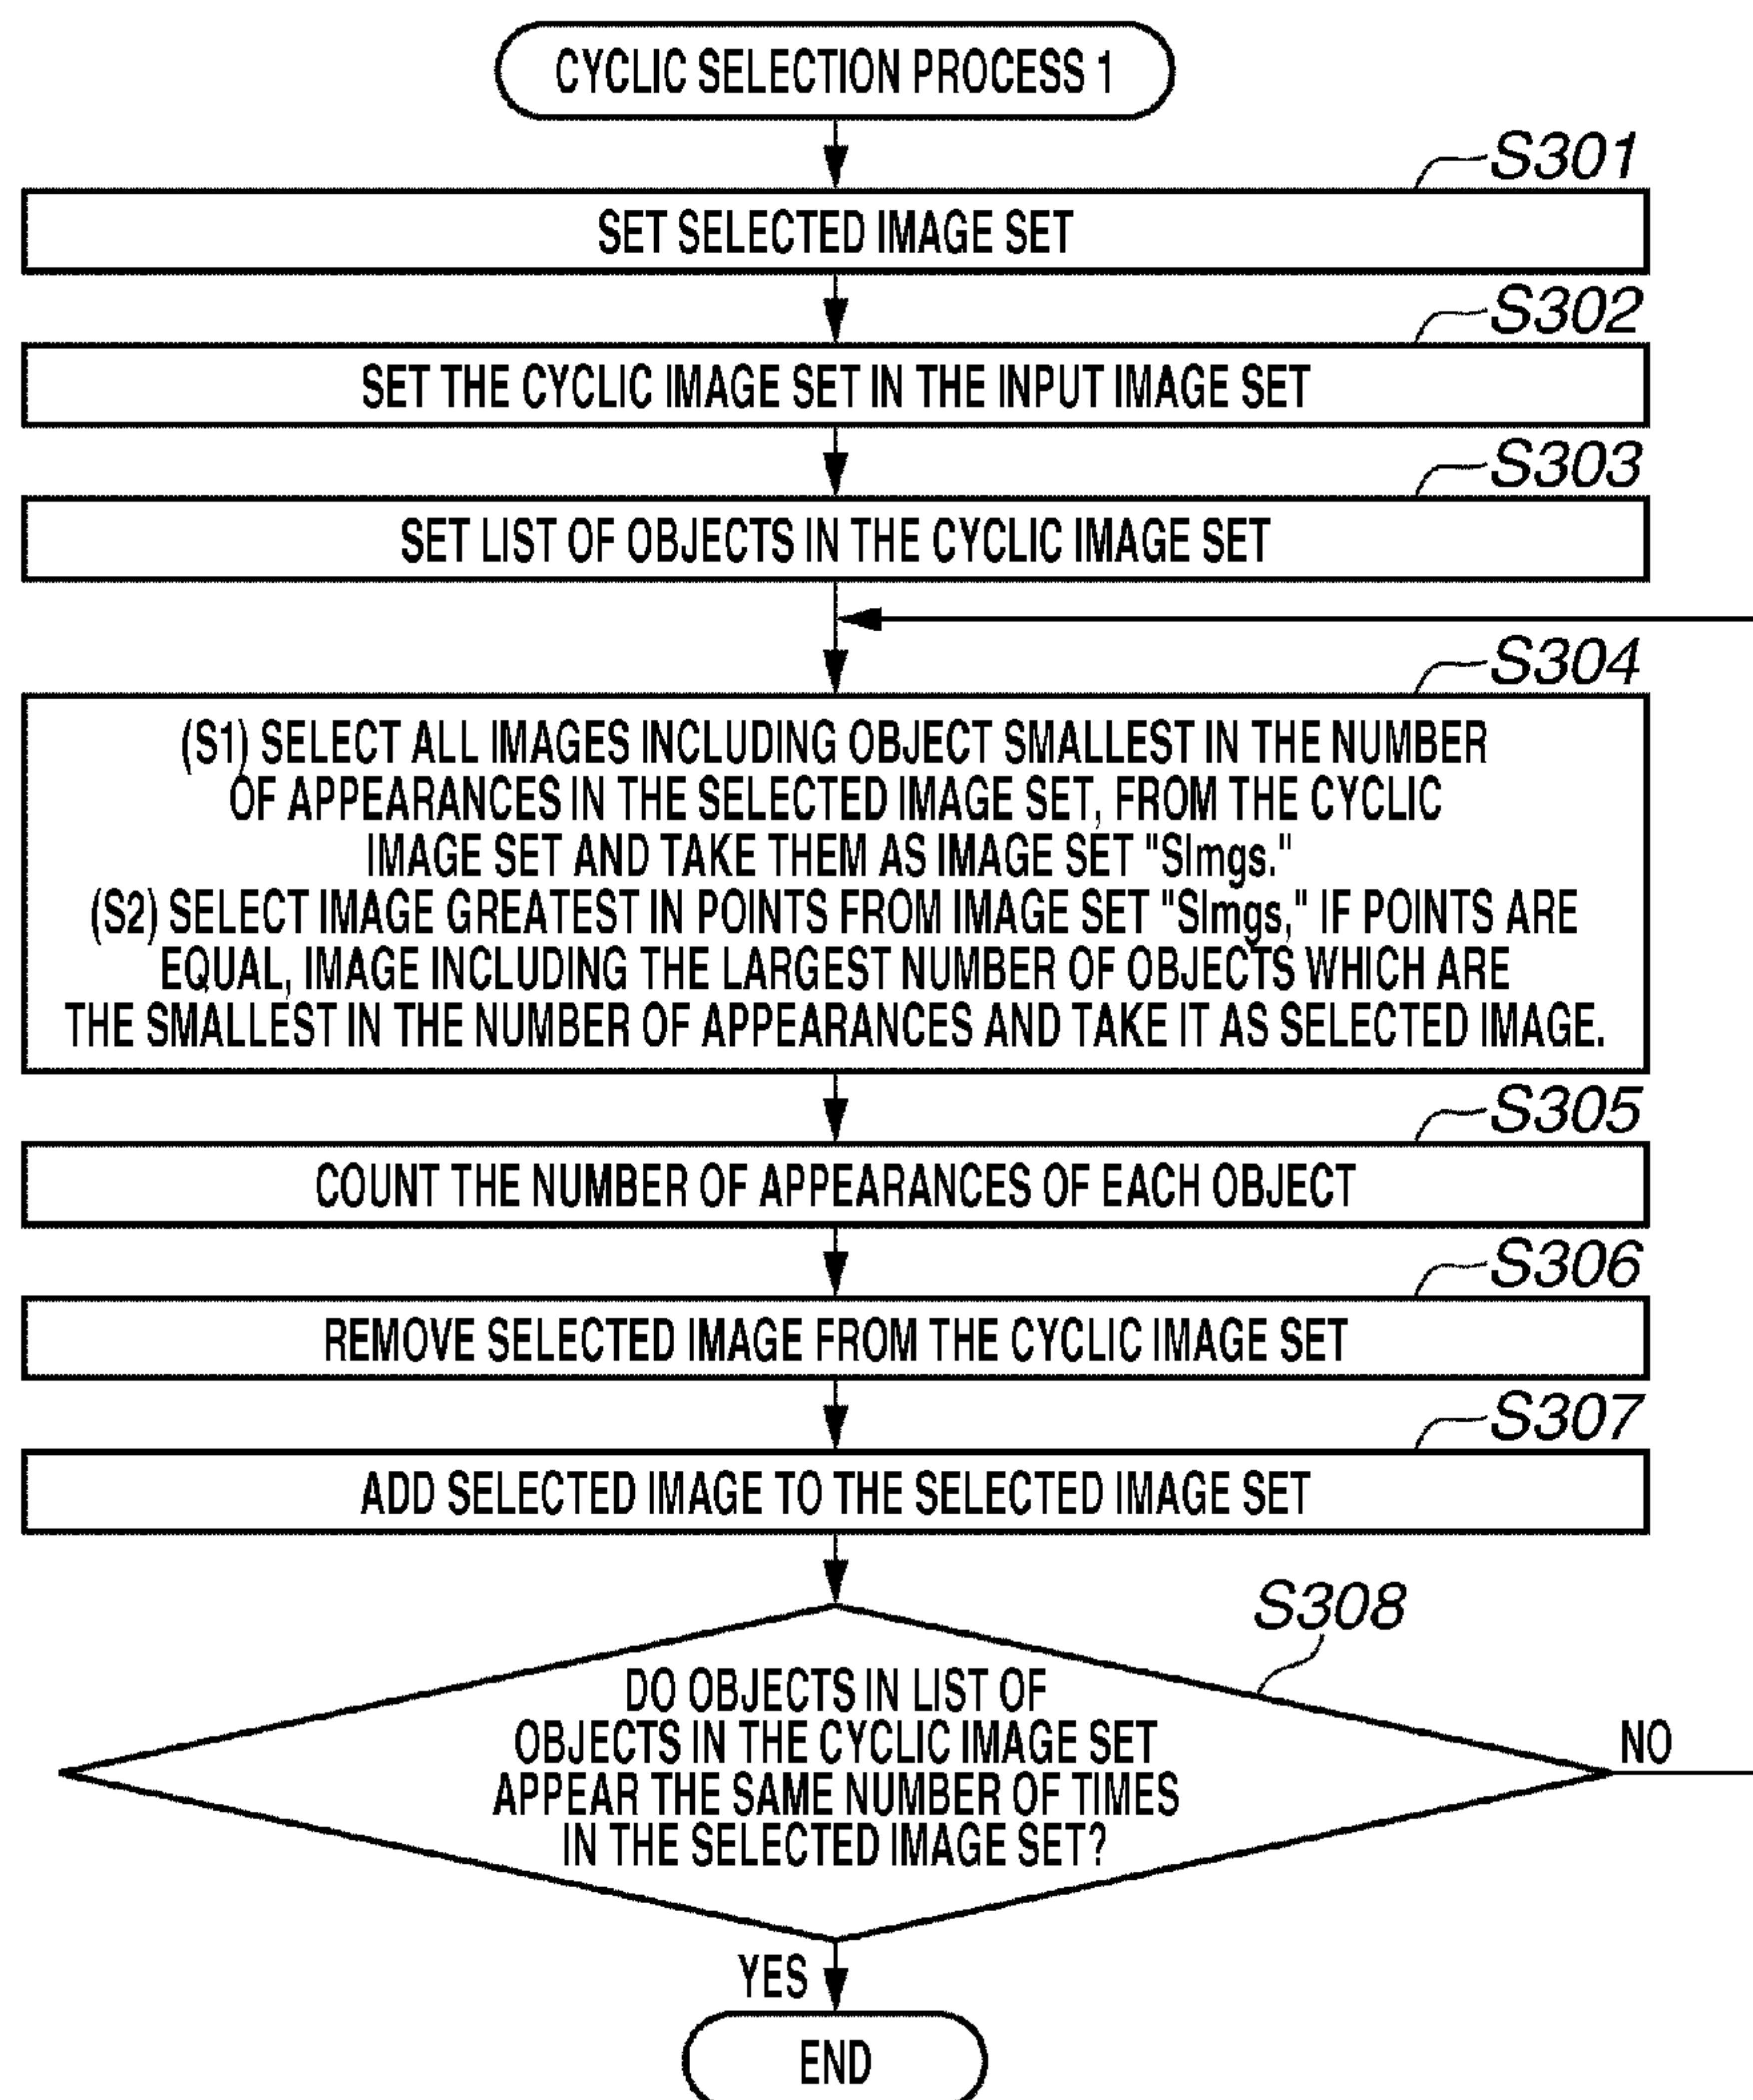 CYCLIC SELECTION PROCESS 1
S301
SET SELECTED IMAGE SET
S302
SET THE CYCLIC IMAGE SET IN THE INPUT IMAGE SET
S303
SET LIST OF OBJECTS IN THE CYCLIC IMAGE SET
S304
(S1) SELECT ALL IMAGES INCLUDING OBJECT SMALLEST IN THE NUMBER
OF APPEARANCES IN THE SELECTED IMAGE SET, FROM THE CYCLIC
IMAGE SET AND TAKE THEM AS IMAGE SET "SImgs."
(S2) SELECT IMAGE GREATEST IN POINTS FROM IMAGE SET "SImgs," IF POINTS ARE
EQUAL, IMAGE INCLUDING THE LARGEST NUMBER OF OBJECTS WHICH ARE
THE SMALLEST IN THE NUMBER OF APPEARANCES AND TAKE IT AS SELECTED IMAGE.
S305
COUNT THE NUMBER OF APPEARANCES OF EACH OBJECT
S306
REMOVE SELECTED IMAGE FROM THE CYCLIC IMAGE SET
S307
ADD SELECTED IMAGE TO THE SELECTED IMAGE SET
S308
DO OBJECTS IN LIST OF
OBJECTS IN THE CYCLIC IMAGE SET
APPEAR THE SAME NUMBER OF TIMES
IN THE SELECTED IMAGE SET?
NO
YES
END